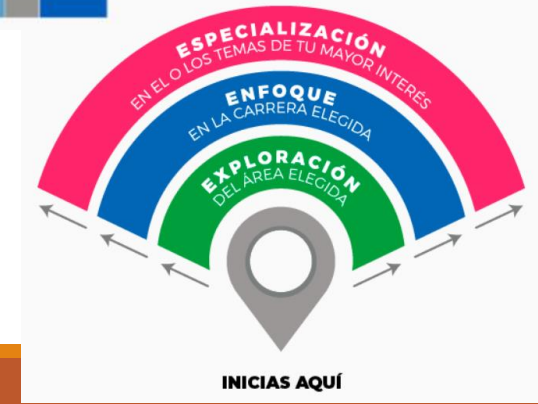 ESPECIALIZACIÓN
EN EL O LOS TEMAS DE TU MAYOR INTERÉS
ENFOQUE
EN LA CARRERA ELEGIDA
EXPLORACIÓN
DEL ÁREA ELEGIDA
INICIAS AQUÍ